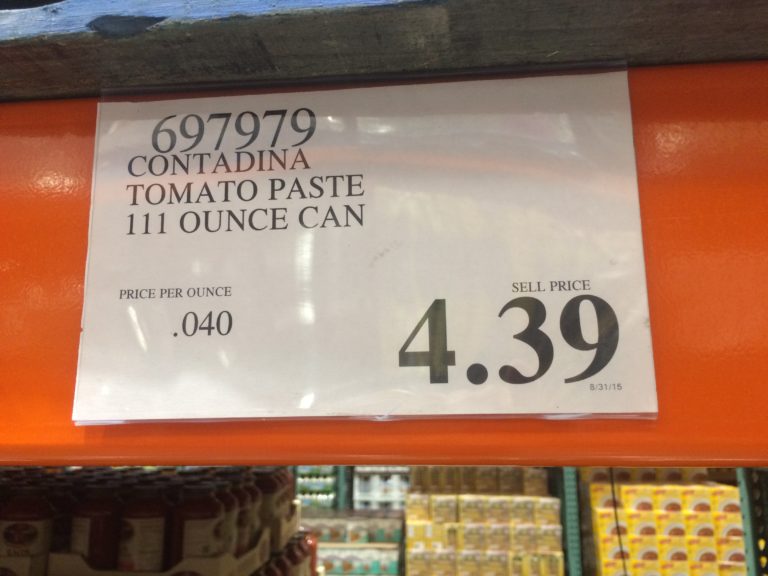 697979
CONTADINA
TOMATO PASTE
111 OUNCE CAN
PRICE PER OUNCE
.040
SELL PRICE
4.39
8/31/15